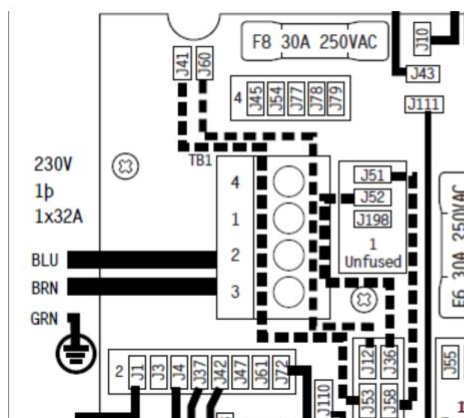 J41
J60
F8 30A 250VAC
J10
J43
J111
4 J45 J54 J77 J78 J79
TB1
230V
1þ
1x32A
BLU
BRN
GRN
4
1
2
3
J51
J52
J198
1
Unfused
F6 30A 250VAC
2 J1 J3 J4 J37 J42 J47 J61 J72
J110
J12 J36
J53 J58
J55